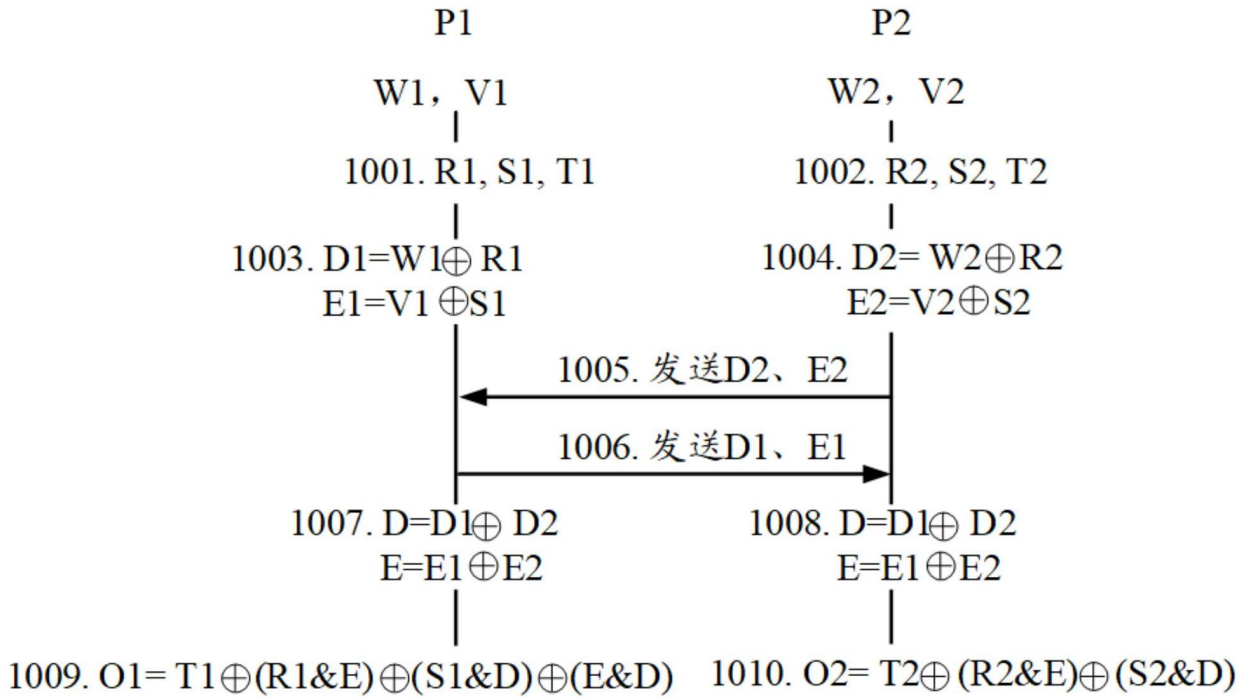 P1 P2
W1，V1 W2，V2
1001. R1, S1, T1 1002. R2, S2, T2
1003. D1=W1⊕ R1 1004. D2= W2⊕R2
E1=V1 ⊕S1 E2=V2⊕S2
1005. 发送D2、E2
1006. 发送D1、E1
1007. D=D1⊕ D2 1008. D=D1⊕ D2
E=E1⊕E2 E=E1⊕E2
1009. O1= T1⊕(R1&E)⊕(S1&D)⊕(E&D) 1010. O2= T2⊕(R2&E)⊕(S2&D)